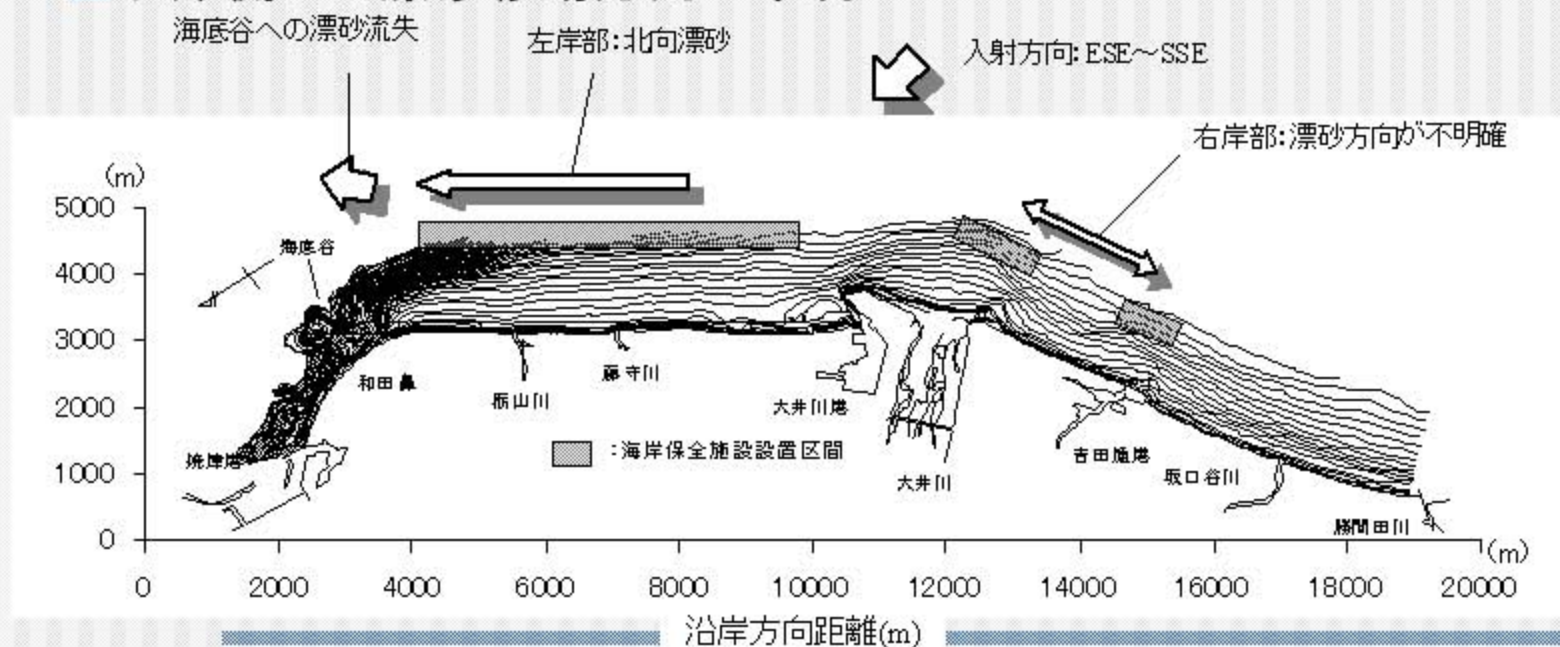 海底谷への漂砂流失
左岸部：北向漂砂
入射方向：ESE～SSE
右岸部：漂砂方向が不明確
(m)
5000
4000
3000
2000
1000
0
海底谷
和田鼻
栃山川
藤守川
大井川港
焼津港
：海岸保全施設設置区間
大井川
吉田漁港
坂口谷川
勝間田川
(m)
0 2000 4000 6000 8000 10000 12000 14000 16000 18000 20000
沿岸方向距離(m)